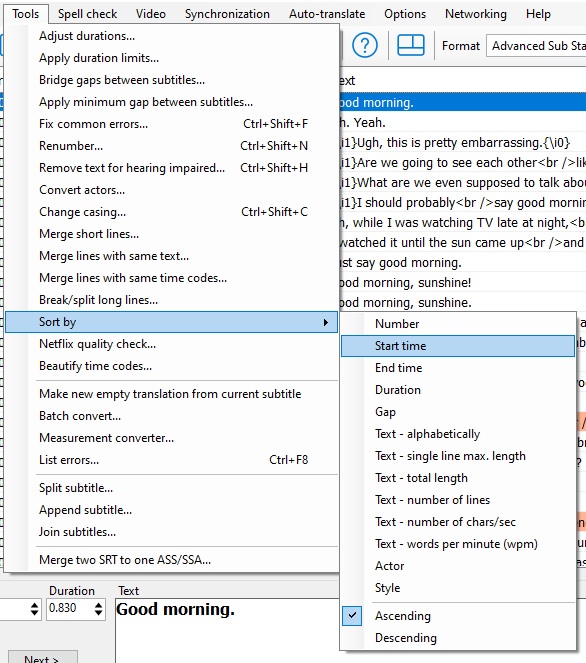 Tools Spell check Video Synchronization Auto-translate Options Networking Help
Format Advanced Sub Sta
Adjust durations...
Apply duration limits...
Bridge gaps between subtitles...
Apply minimum gap between subtitles...
Fix common errors... Ctrl+Shift+F
Renumber... Ctrl+Shift+N
Remove text for hearing impaired... Ctrl+Shift+H
Convert actors...
Change casing... Ctrl+Shift+C
Merge short lines...
Merge lines with same text...
Merge lines with same time codes...
Break/split long lines...
Sort by
Netflix quality check...
Beautify time codes...
Make new empty translation from current subtitle
Batch convert...
Measurement converter...
List errors... Ctrl+F8
Split subtitle...
Append subtitle...
Join subtitles...
Merge two SRT to one ASS/SSA...
ext
ood morning.
h. Yeah.
\i1}Ugh, this is pretty embarrassing.{\i0}
\i1}Are we going to see each other<br />lik
\i1}What are we even supposed to talk abou
\i1}I should probably<br />say good mornin
h, while I was watching TV late at night,<b
watched it until the sun came up<br />and
ust say good morning.
ood morning, sunshine!
ood morning, sunshine.
Number
Start time
End time
Duration
Gap
Text - alphabetically
Text - single line max. length
Text - total length
Text - number of lines
Text - number of chars/sec
Text - words per minute (wpm)
Actor
Style
Ascending
Descending
Duration Text
0.830 Good morning.
Next >